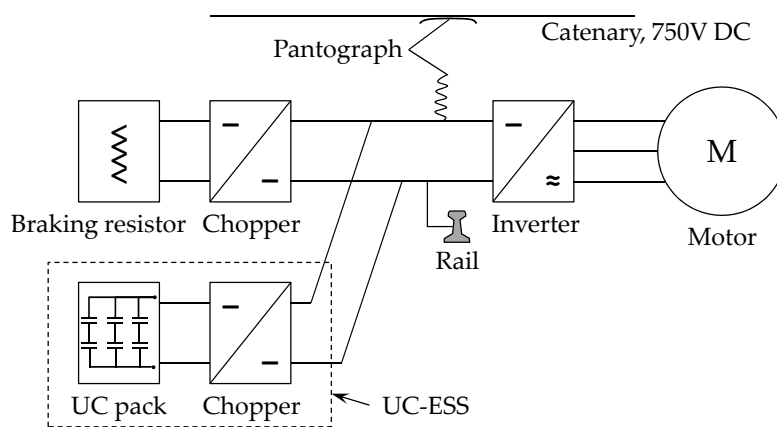 Catenary, 750V DC
Pantograph
M
Braking resistor
Chopper
Inverter
Motor
Rail
UC pack
Chopper
UC-ESS